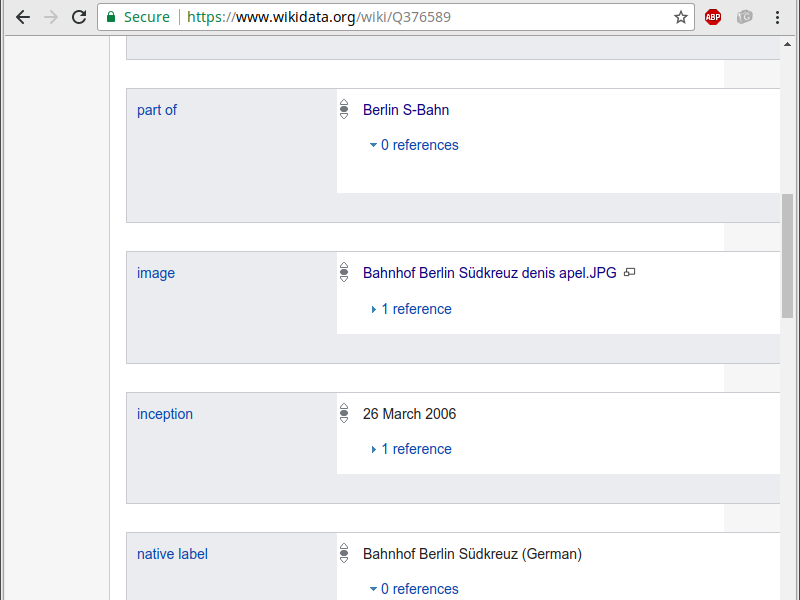 Secure https://www.wikidata.org/wiki/Q376589 ABP
part of
Berlin S-Bahn
0 references
image
Bahnhof Berlin Südkreuz denis apel.JPG
1 reference
inception
26 March 2006
1 reference
native label
Bahnhof Berlin Südkreuz (German)
0 references